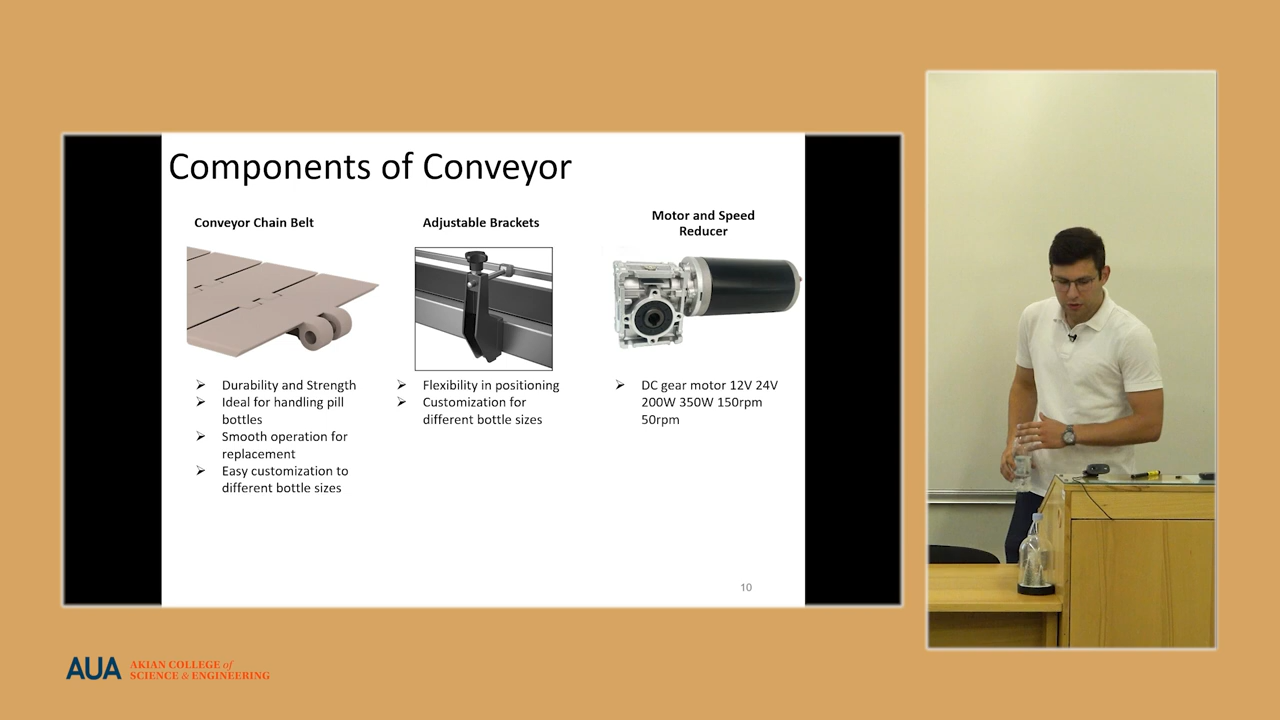 Components of Conveyor
Conveyor Chain Belt
➢ Durability and Strength
➢ Ideal for handling pill
bottles
➢ Smooth operation for
replacement
➢ Easy customization to
different bottle sizes
Adjustable Brackets
➢ Flexibility in positioning
➢ Customization for
different bottle sizes
Motor and Speed
Reducer
➢ DC gear motor 12V 24V
200W 350W 150rpm
50rpm
10
AUA
AKIAN COLLEGE of
SCIENCE & ENGINEERING